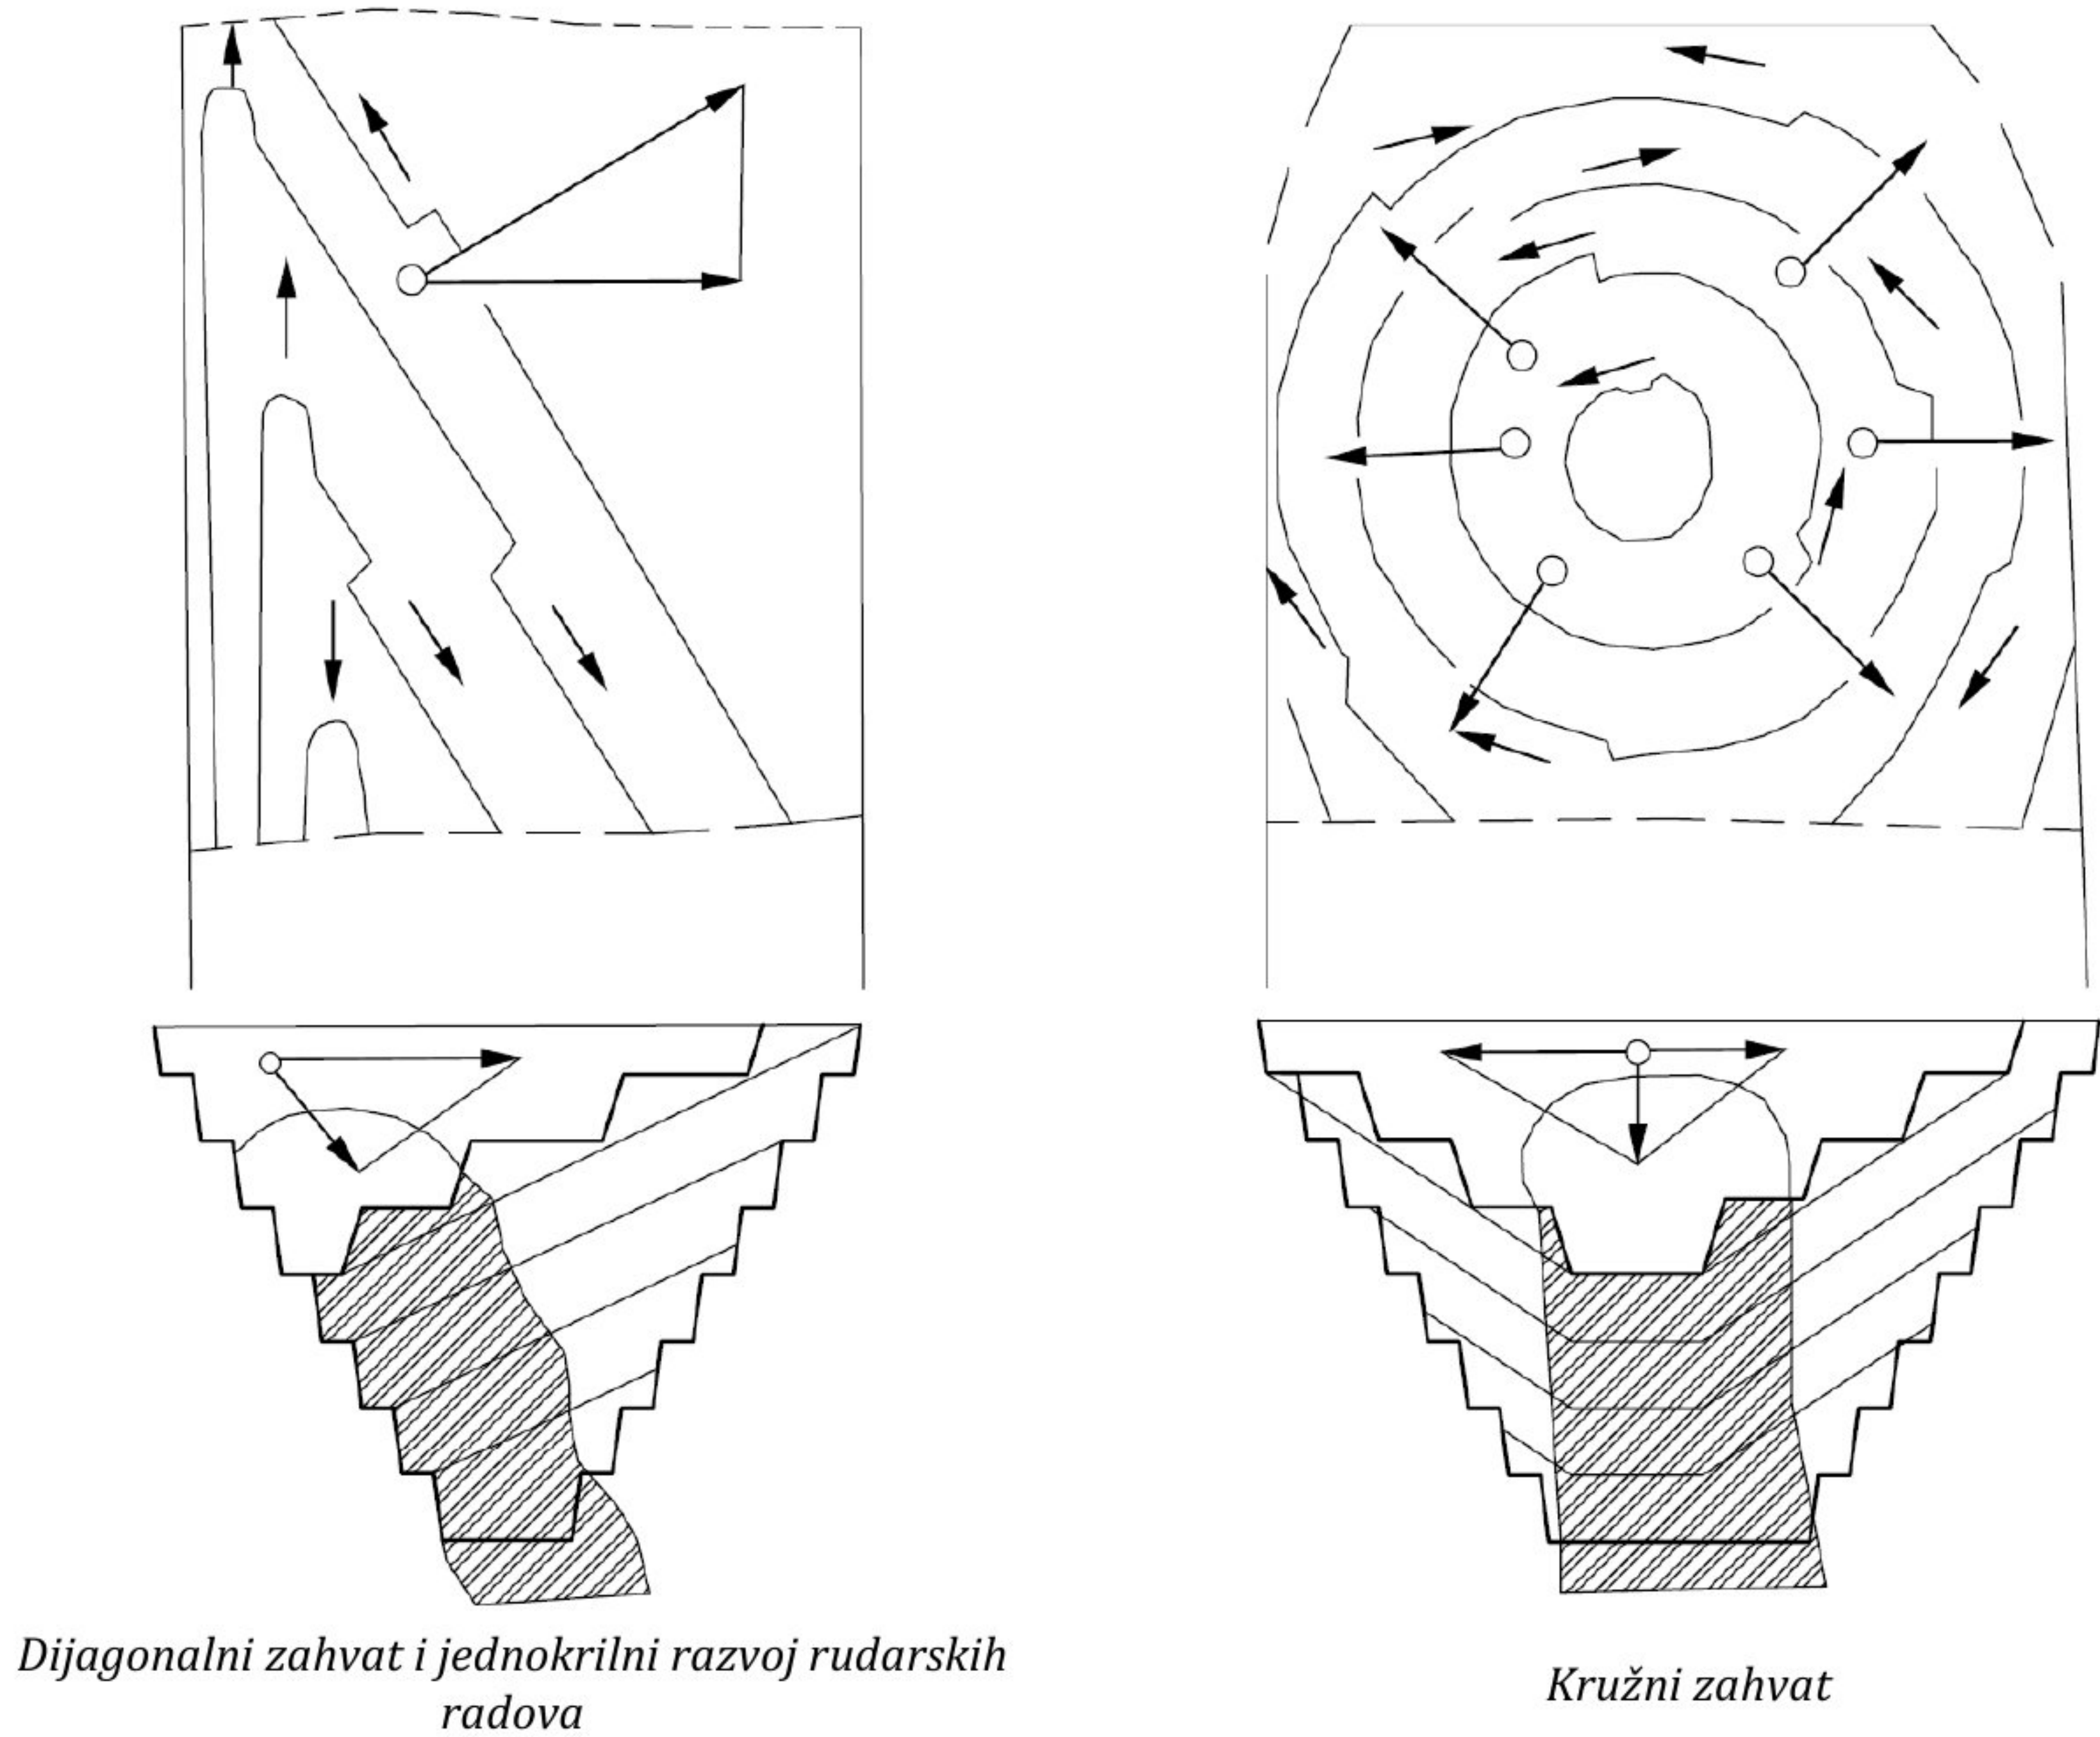 Dijagonalni zahvat i jednokrilni razvoj rudarskih
radova
Kružni zahvat